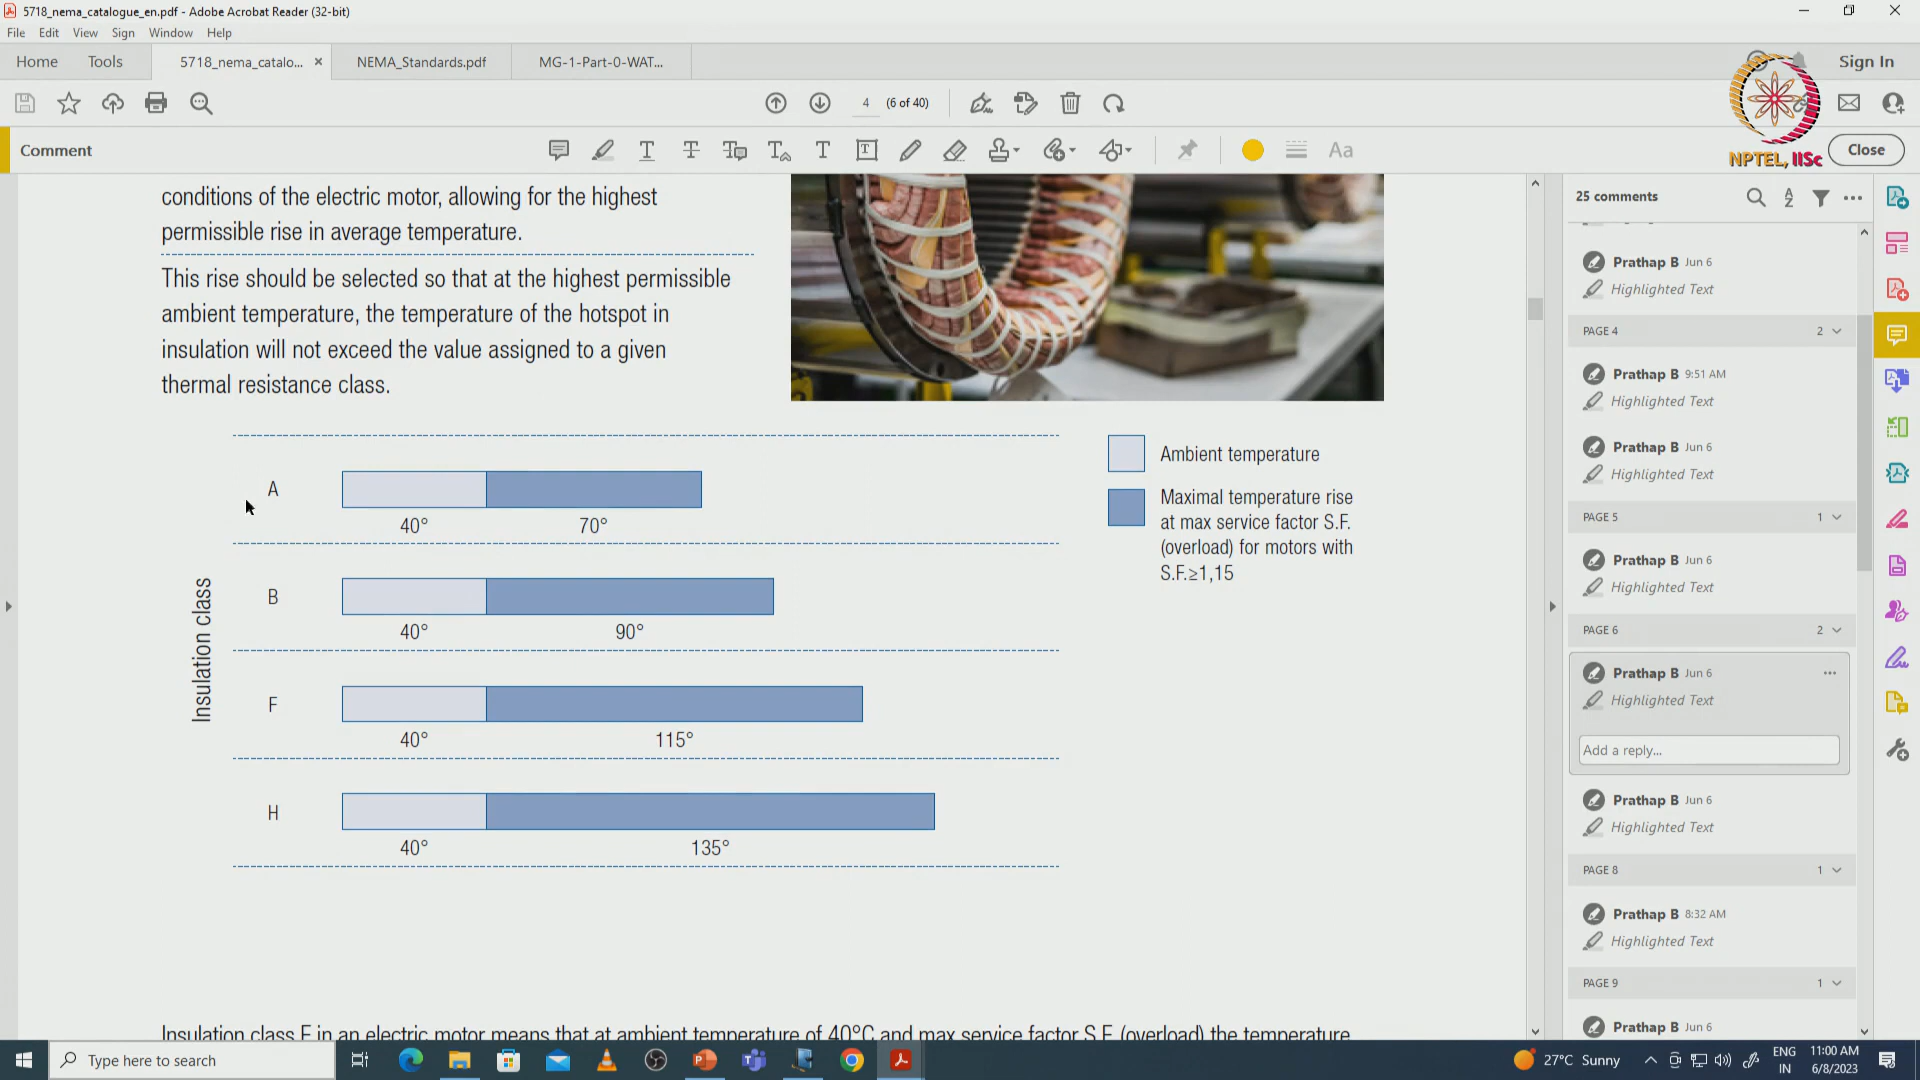 5718_nema_catalogue_en.pdf - Adobe Acrobat Reader (32-bit)
File Edit View Sign Window Help
Home Tools 5718_nema_catalo... × NEMA_Standards.pdf MG-1-Part-0-WAT... Sign In
4 (6 of 40)
NPTEL, IISc
Comment Aa Close
conditions of the electric motor, allowing for the highest
permissible rise in average temperature.
This rise should be selected so that at the highest permissible
ambient temperature, the temperature of the hotspot in
insulation will not exceed the value assigned to a given
thermal resistance class.
Insulation class
A
40° 70°
B
40° 90°
F
40° 115°
H
40° 135°
Ambient temperature
Maximal temperature rise
at max service factor S.F.
(overload) for motors with
S.F.≥1,15
Insulation class F in an electric motor means that at ambient temperature of 40°C and max service factor S.F. (overload) the temperature
25 comments
Prathap B Jun 6
Highlighted Text
PAGE 4 2
Prathap B 9:51 AM
Highlighted Text
Prathap B Jun 6
Highlighted Text
PAGE 5 1
Prathap B Jun 6
Highlighted Text
PAGE 6 2
Prathap B Jun 6
Highlighted Text
Add a reply...
Prathap B Jun 6
Highlighted Text
PAGE 8 1
Prathap B 8:32 AM
Highlighted Text
PAGE 9 1
Prathap B Jun 6
Type here to search
27°C Sunny
ENG
IN
11:00 AM
6/8/2023